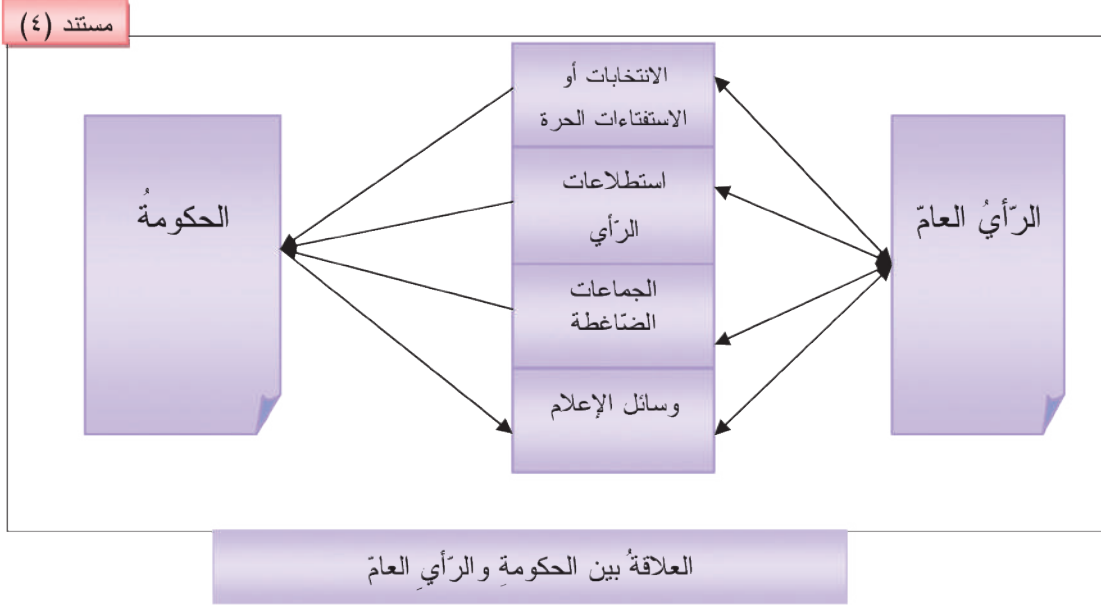 مستند (٤)
الرّأيُ العامّ
الانتخابات أو
الاستفتاءات الحرة
استطلاعات
الرّأي
الجماعات
الضّاغطة
وسائل الإعلام
الحكومةُ
العلاقةُ بين الحكومةِ والرّأيِ العامّ